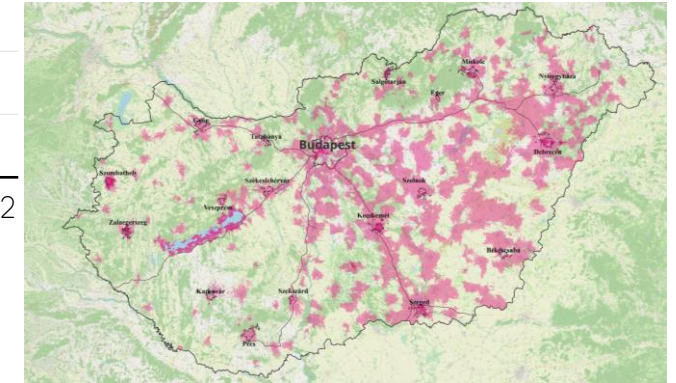 Miskolc
Salgótarján
Nyíregyháza
Eger
Győr
Tatabánya
Budapest
Debrecen
Szombathely
Székesfehérvár
Szolnok
2
Veszprém
Kecskemét
Zalaegerszeg
Békéscsaba
Kaposvár
Szekszárd
Szeged
Pécs